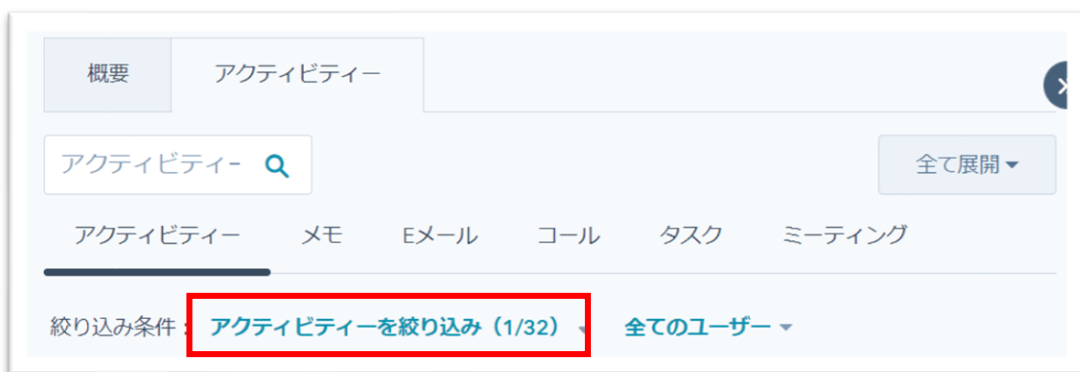 概要 アクティビティー
アクティビティー 全て展開
アクティビティー メモ Eメール コール タスク ミーティング
絞り込み条件： アクティビティーを絞り込み（1/32） 全てのユーザー